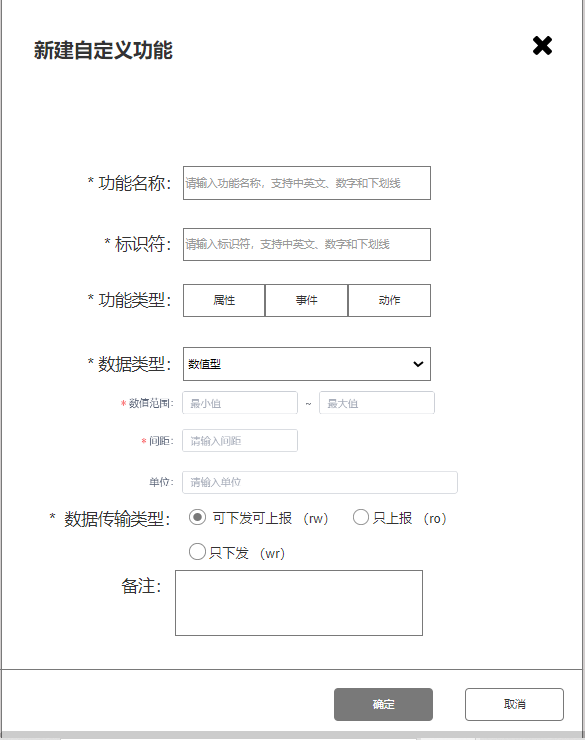 新建自定义功能
* 功能名称: 请输入功能名称，支持中英文、数字和下划线
* 标识符: 请输入标识符，支持中英文、数字和下划线
* 功能类型: 属性 事件 动作
* 数据类型: 数值型
* 数值范围: 最小值 ~ 最大值
* 间距: 请输入间距
单位: 请输入单位
* 数据传输类型: 可下发可上报 （rw） 只上报 （ro）
只下发 （wr）
备注:
确定 取消